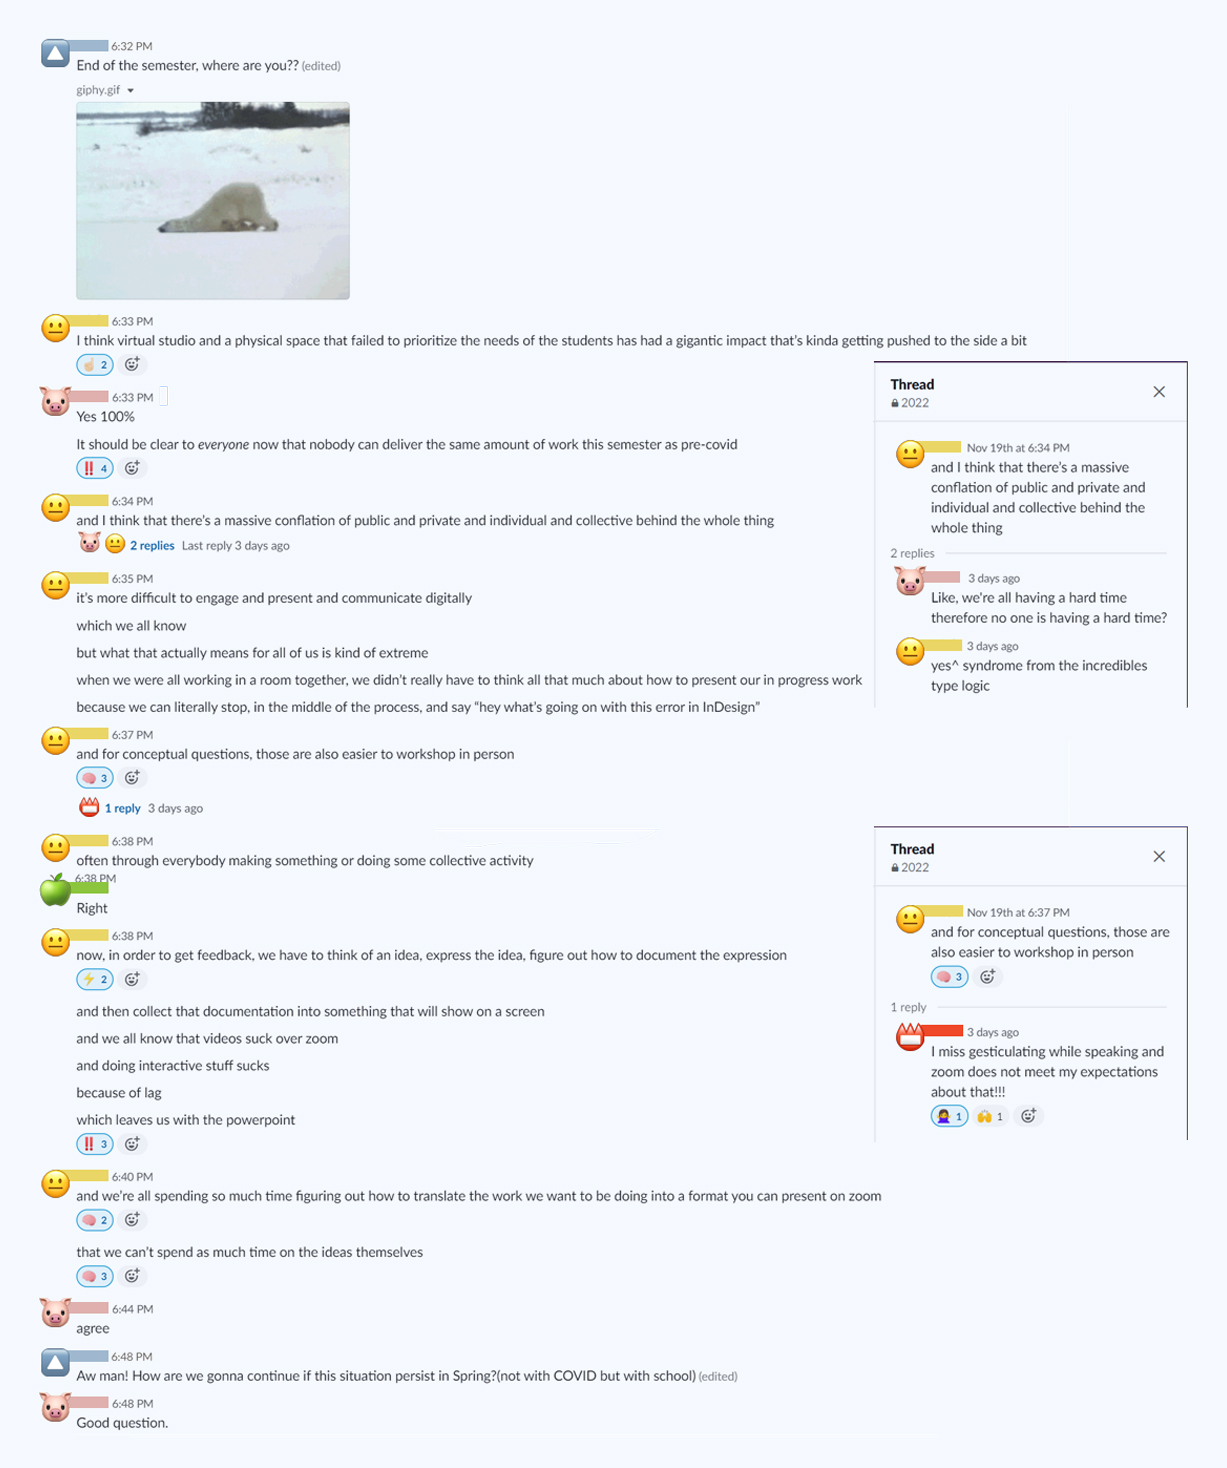 6:32 PM
End of the semester, where are you?? (edited)
giphy.gif
6:33 PM
I think virtual studio and a physical space that failed to prioritize the needs of the students has had a gigantic impact that's kinda getting pushed to the side a bit
2
6:33 PM
Yes 100%
It should be clear to everyone now that nobody can deliver the same amount of work this semester as pre-covid
4
6:34 PM
and I think that there's a massive conflation of public and private and individual and collective behind the whole thing
2 replies Last reply 3 days ago
6:35 PM
it's more difficult to engage and present and communicate digitally
which we all know
but what that actually means for all of us is kind of extreme
when we were all working in a room together, we didn't really have to think all that much about how to present our in progress work
because we can literally stop, in the middle of the process, and say “hey what's going on with this error in InDesign”
6:37 PM
and for conceptual questions, those are also easier to workshop in person
3
1 reply 3 days ago
6:38 PM
often through everybody making something or doing some collective activity
6:38 PM
Right
6:38 PM
now, in order to get feedback, we have to think of an idea, express the idea, figure out how to document the expression
2
and then collect that documentation into something that will show on a screen
and we all know that videos suck over zoom
and doing interactive stuff sucks
because of lag
which leaves us with the powerpoint
3
6:40 PM
and we're all spending so much time figuring out how to translate the work we want to be doing into a format you can present on zoom
2
that we can't spend as much time on the ideas themselves
3
6:44 PM
agree
6:48 PM
Aw man! How are we gonna continue if this situation persist in Spring?(not with COVID but with school) (edited)
6:48 PM
Good question.
Thread
2022
Nov 19th at 6:34 PM
and I think that there's a massive
conflation of public and private and
individual and collective behind the
whole thing
2 replies
3 days ago
Like, we're all having a hard time
therefore no one is having a hard time?
3 days ago
yes^ syndrome from the incredibles
type logic
Thread
2022
Nov 19th at 6:37 PM
and for conceptual questions, those are
also easier to workshop in person
3
1 reply
3 days ago
I miss gesticulating while speaking and
zoom does not meet my expectations
about that!!!
1 1